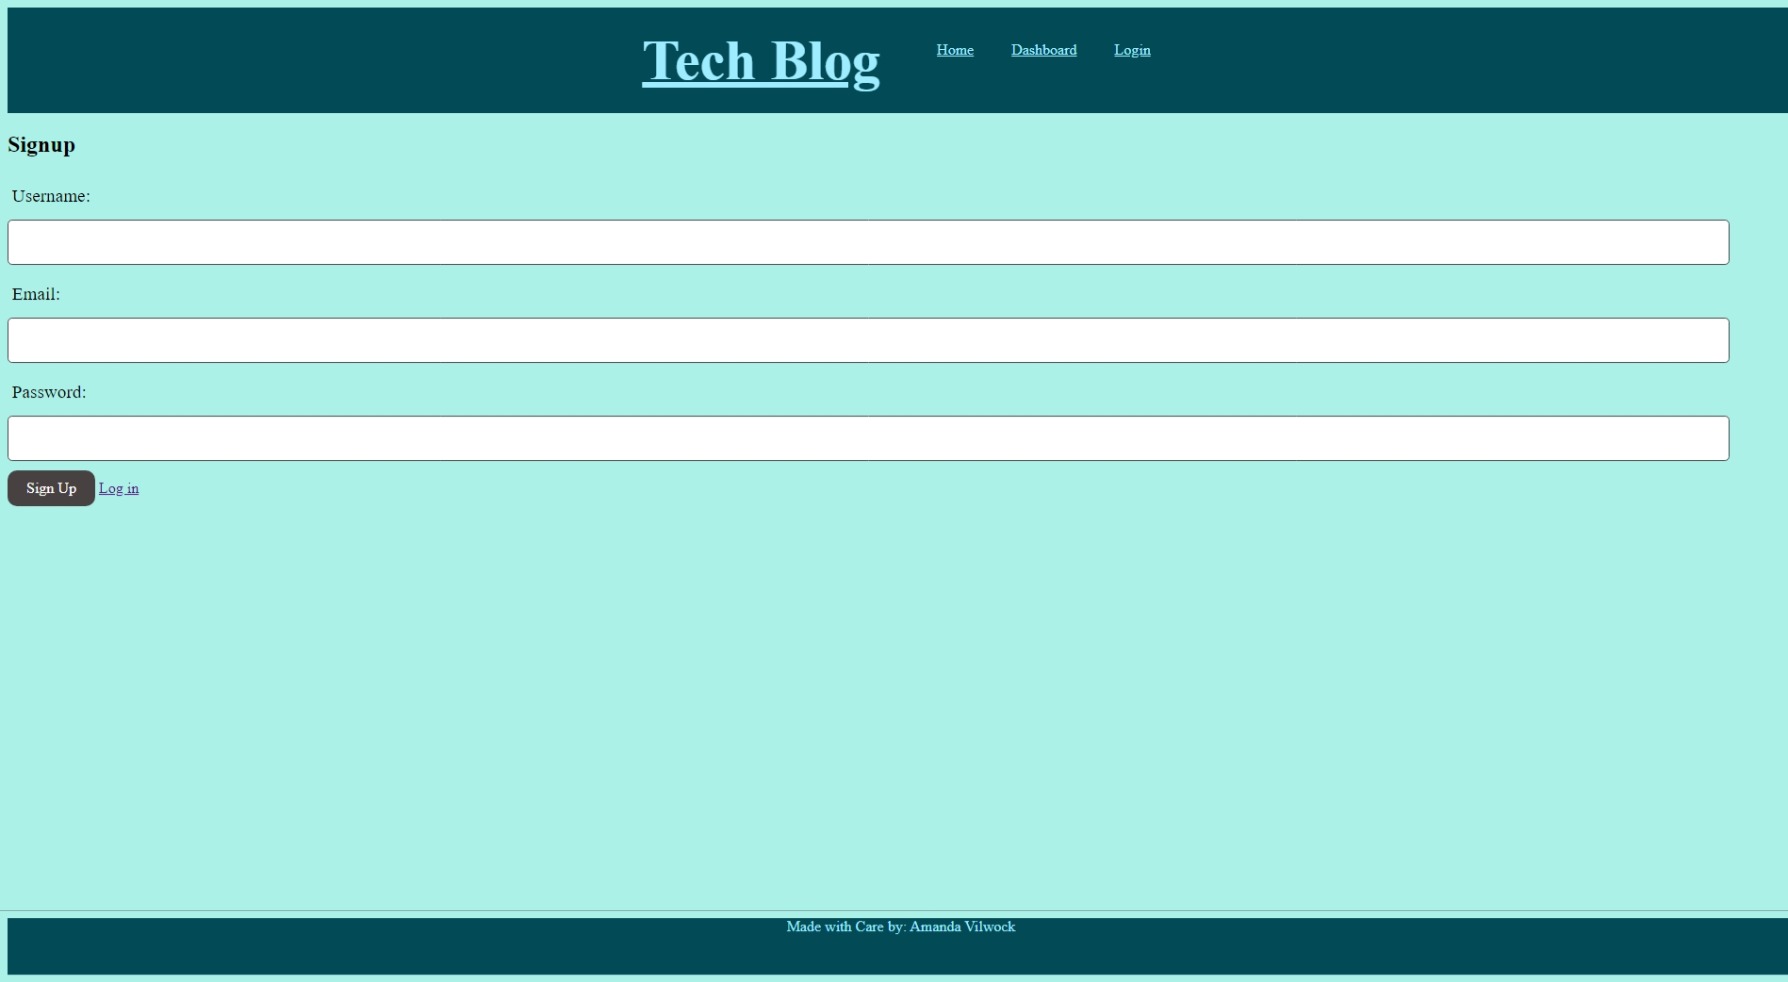 Tech Blog
Home Dashboard Login
Signup
Username:
Email:
Password:
Sign Up Log in
Made with Care by: Amanda Vilwock